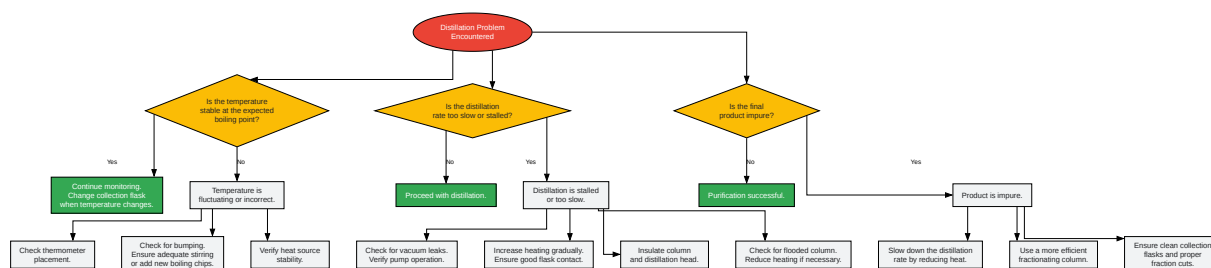 Distillation Problem
Encountered
Is the temperature
stable at the expected
boiling point?
Is the distillation
rate too slow or stalled?
Is the final
product impure?
Yes
No
No
Yes
No
Yes
Continue monitoring.
Change collection flask
when temperature changes.
Temperature is
fluctuating or incorrect.
Proceed with distillation.
Distillation is stalled
or too slow.
Purification successful.
Product is impure.
Check thermometer
placement.
Check for bumping.
Ensure adequate stirring
or add new boiling chips.
Verify heat source
stability.
Check for vacuum leaks.
Verify pump operation.
Increase heating gradually.
Ensure good flask contact.
Insulate column
and distillation head.
Check for flooded column.
Reduce heating if necessary.
Slow down the distillation
rate by reducing heat.
Use a more efficient
fractionating column.
Ensure clean collection
flasks and proper
fraction cuts.